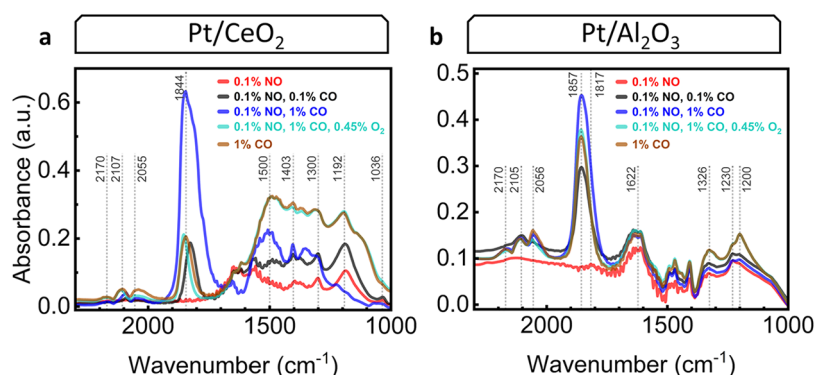 a
Pt/CeO2
0.6
0.4
0.2
0.0
Absorbance (a.u.)
2170
2107
2055
1844
1500
1403
1300
1192
1036
0.1% NO
0.1% NO, 0.1% CO
0.1% NO, 1% CO
0.1% NO, 1% CO, 0.45% O2
1% CO
2000
1500
1000
Wavenumber (cm-1)
b
Pt/Al2O3
0.5
0.4
0.3
0.2
0.1
0.0
2170
2105
2056
1857
1817
1622
1326
1230
1200
0.1% NO
0.1% NO, 0.1% CO
0.1% NO, 1% CO
0.1% NO, 1% CO, 0.45% O2
1% CO
2000
1500
1000
Wavenumber (cm-1)